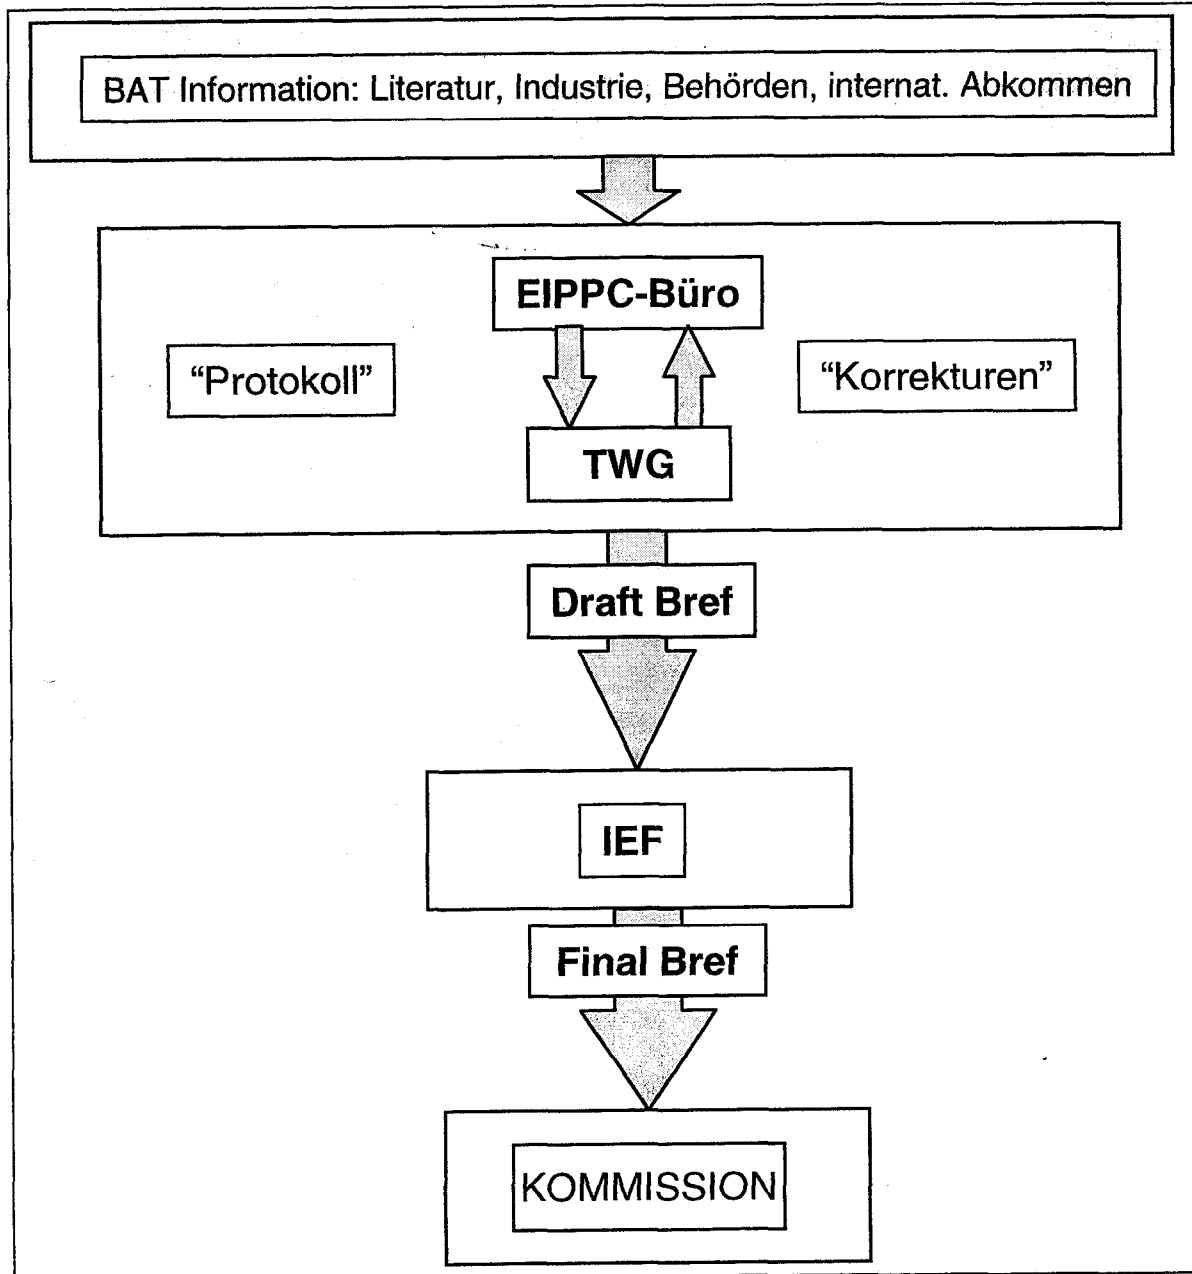 BAT Information: Literatur, Industrie, Behörden, internat. Abkommen
EIPPC-Büro
“Protokoll”
“Korrekturen”
TWG
Draft Bref
IEF
Final Bref
KOMMISSION